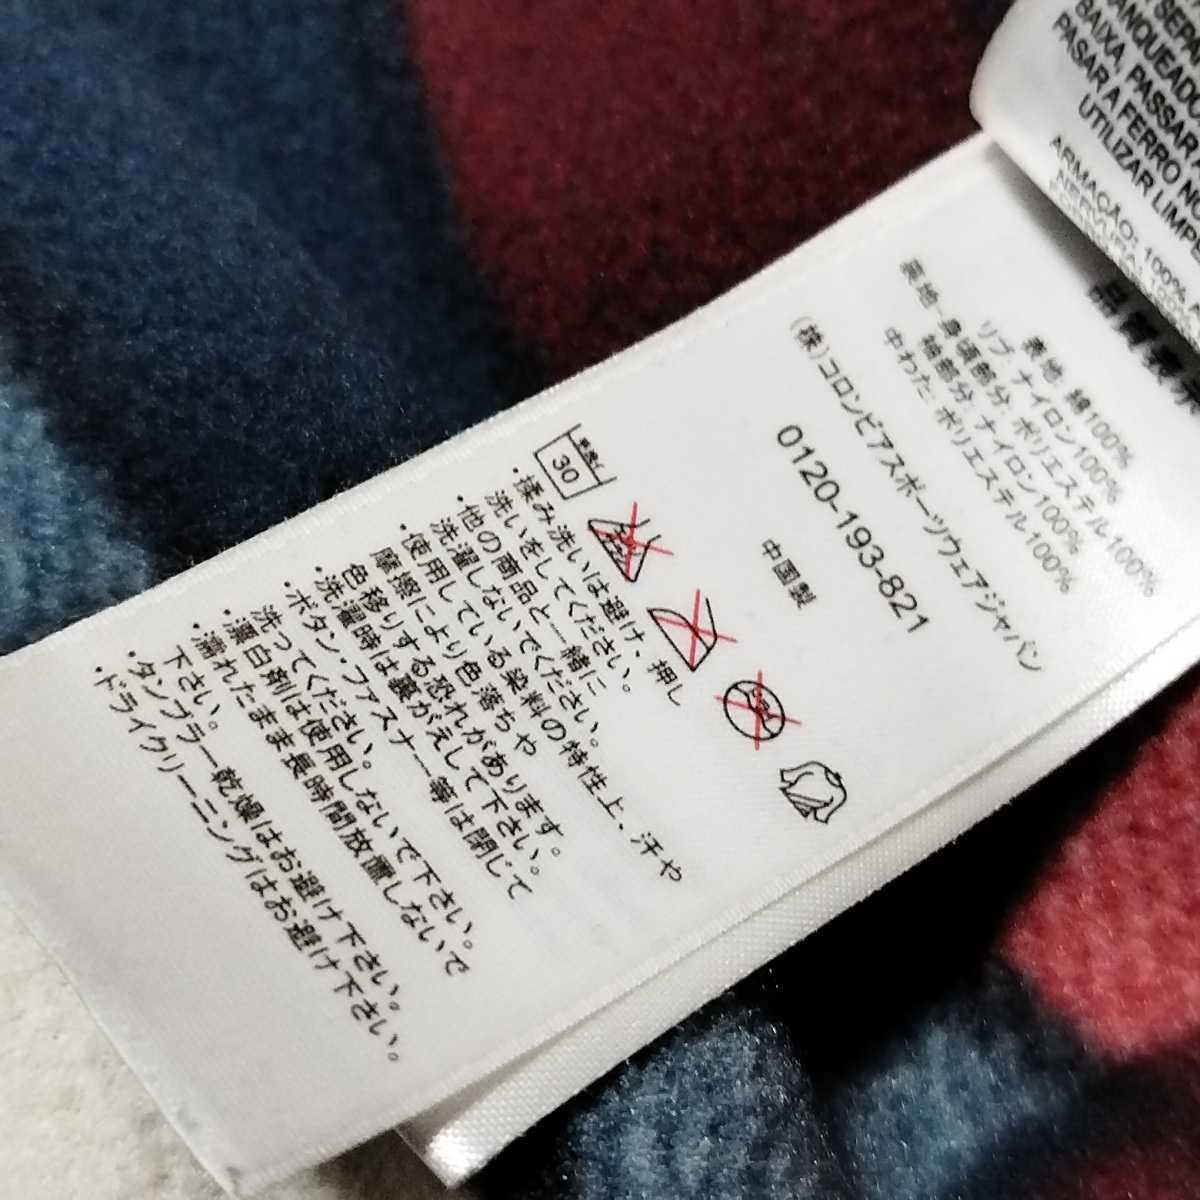 品質表示
表地: 綿100%
リブ: ナイロン100%
裏地-身頃部分: ポリエステル100%
袖部分: ナイロン100%
中わた: ポリエステル100%
(株)コロンビアスポーツウェアジャパン
0120-193-821
中国製
30
・揉み洗いは避け、押し
洗いをしてください。
・他の商品と一緒に
洗濯しないでください。
・使用している染料の特性上、汗や
摩擦により色落ちや
色移りする恐れがあります。
・洗濯時は裏がえして下さい。
・ボタン・ファスナー等は閉じて
洗ってください。
・漂白剤は使用しないで下さい。
・濡れたまま長時間放置しないで
下さい。
・タンブラー乾燥はお避け下さい。
・ドライクリーニングはお避け下さい。
BAIXA, PASSAR
PASAR A FERRO
UTILIZAR
ARMAÇÃO: 100%